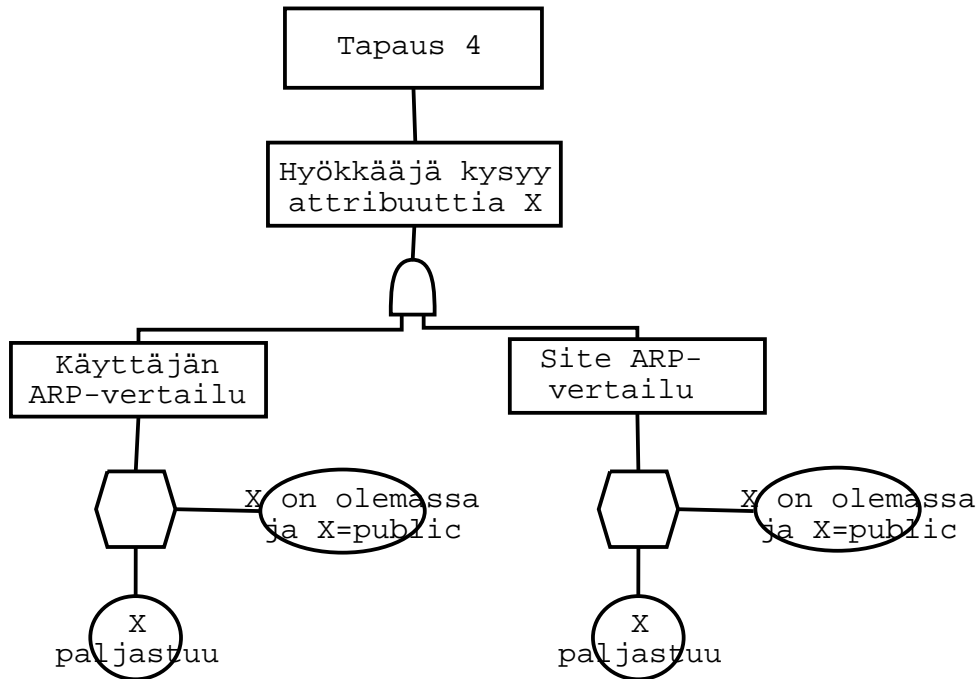 Tapaus 4
Hyökkääjä kysyy
attribuuttia X
Käyttäjän
ARP-vertailu
Site ARP-
vertailu
X on olemassa
ja X=public
X on olemassa
ja X=public
X
paljastuu
X
paljastuu